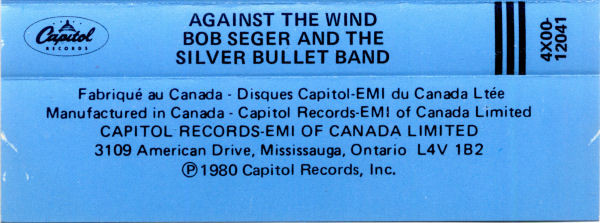 Capitol
RECORDS
AGAINST THE WIND
BOB SEGER AND THE
SILVER BULLET BAND
4X00-
12041
Fabriqué au Canada - Disques Capitol-EMI du Canada Ltée
Manufactured in Canada - Capitol Records-EMI of Canada Limited
CAPITOL RECORDS-EMI OF CANADA LIMITED
3109 American Drive, Mississauga, Ontario L4V 1B2
Ⓟ1980 Capitol Records, Inc.